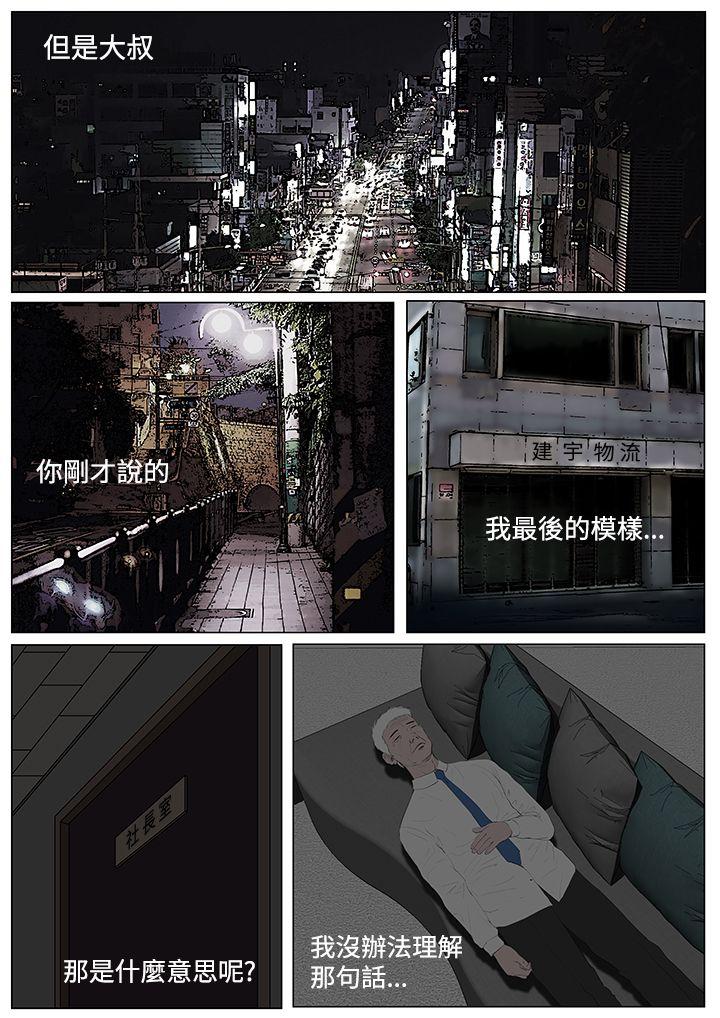 但是大叔
你剛才說的
建宇物流
我最後的模樣...
社長室
那是什麼意思呢?
我沒辦法理解
那句話...